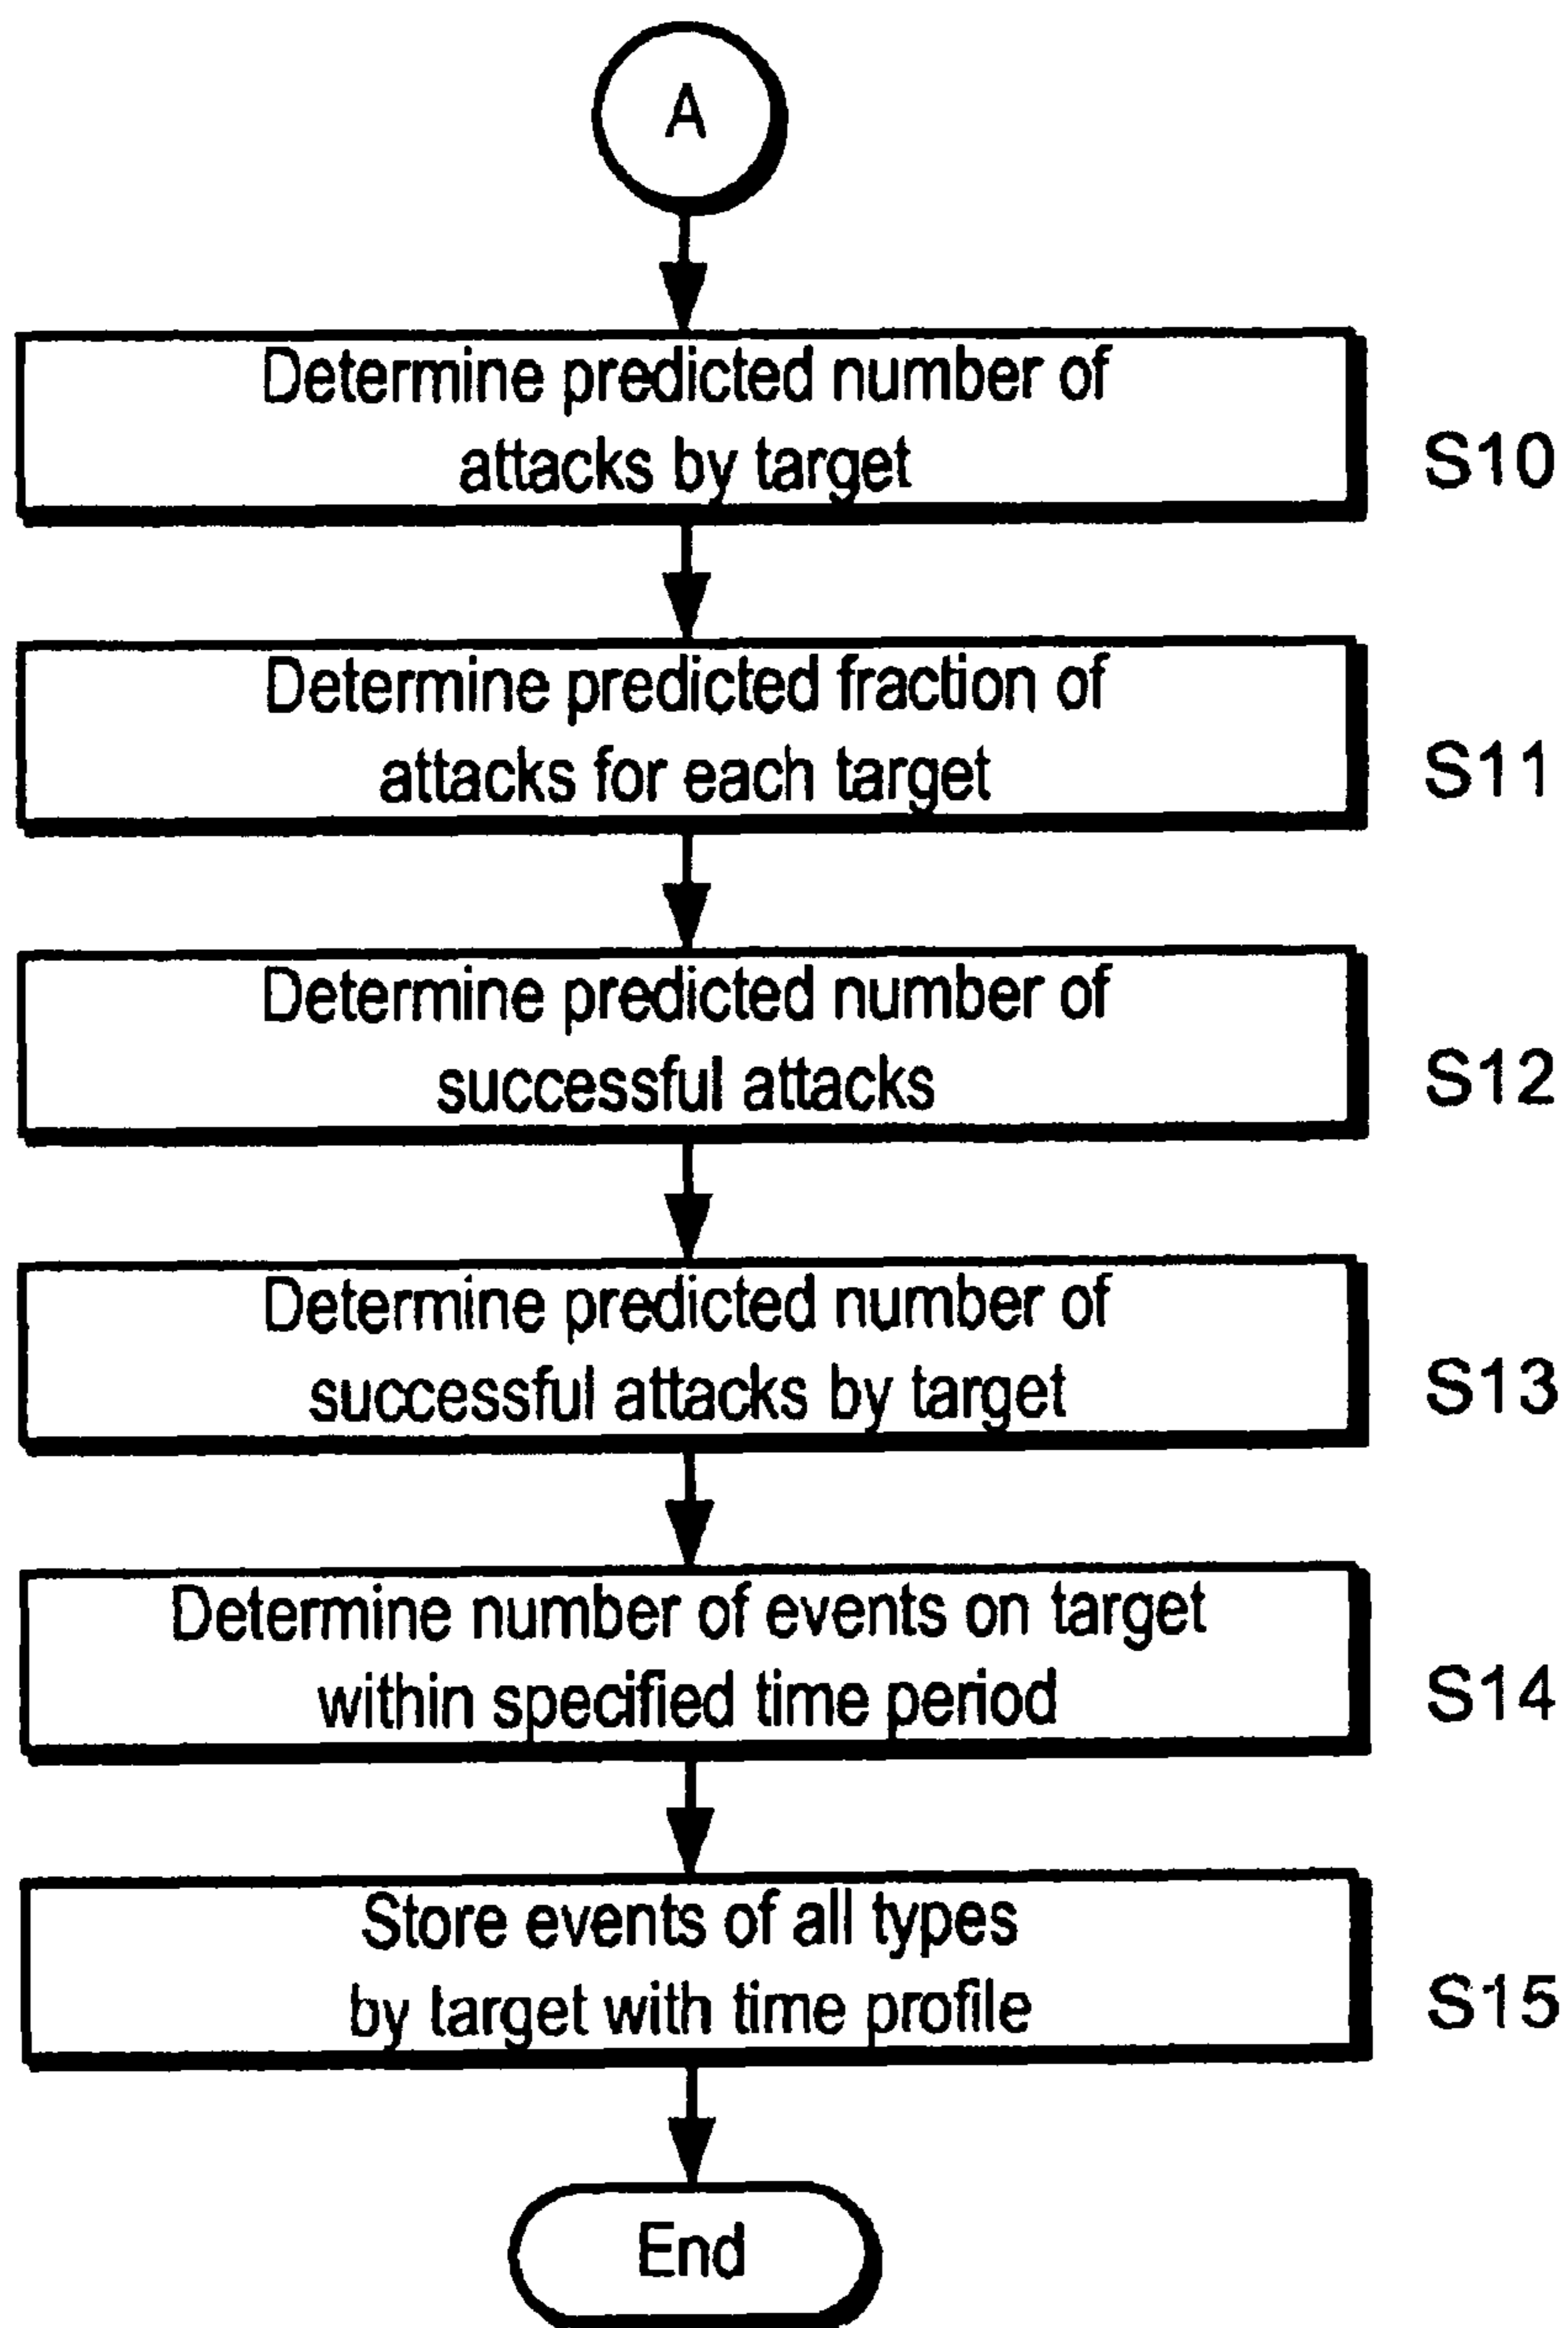 A
Determine predicted number of
attacks by target
S10
Determine predicted fraction of
attacks for each target
S11
Determine predicted number of
successful attacks
S12
Determine predicted number of
successful attacks by target
S13
Determine number of events on target
within specified time period
S14
Store events of all types
by target with time profile
S15
End